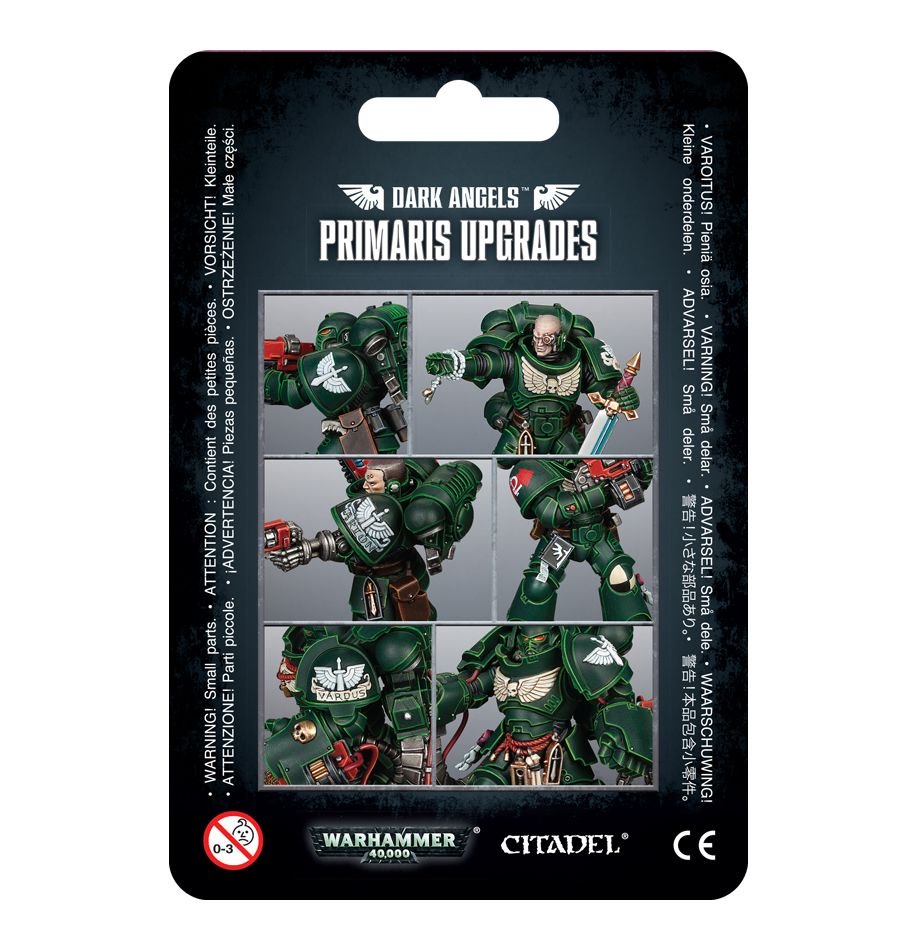 DARK ANGELS™
PRIMARIS UPGRADES
• WARNING! Small parts. • ATTENTION : Contient des petites pièces. • VORSICHT! Kleinteile.
• ATTENZIONE! Parti piccole. • ¡ADVERTENCIA! Piezas pequeñas. • OSTRZEŻENIE! Małe części.
• VAROITUS! Pieniä osia. • VARNING! Små delar. • ADVARSEL! Små dele. • WAARSCHUWING!
Kleine onderdelen. • ADVARSEL! Små deler. • 警告！小さな部品あり。• 警告！本品包含小零件。
VARDUS
0-3
WARHAMMER®
40,000
CITADEL®
CE